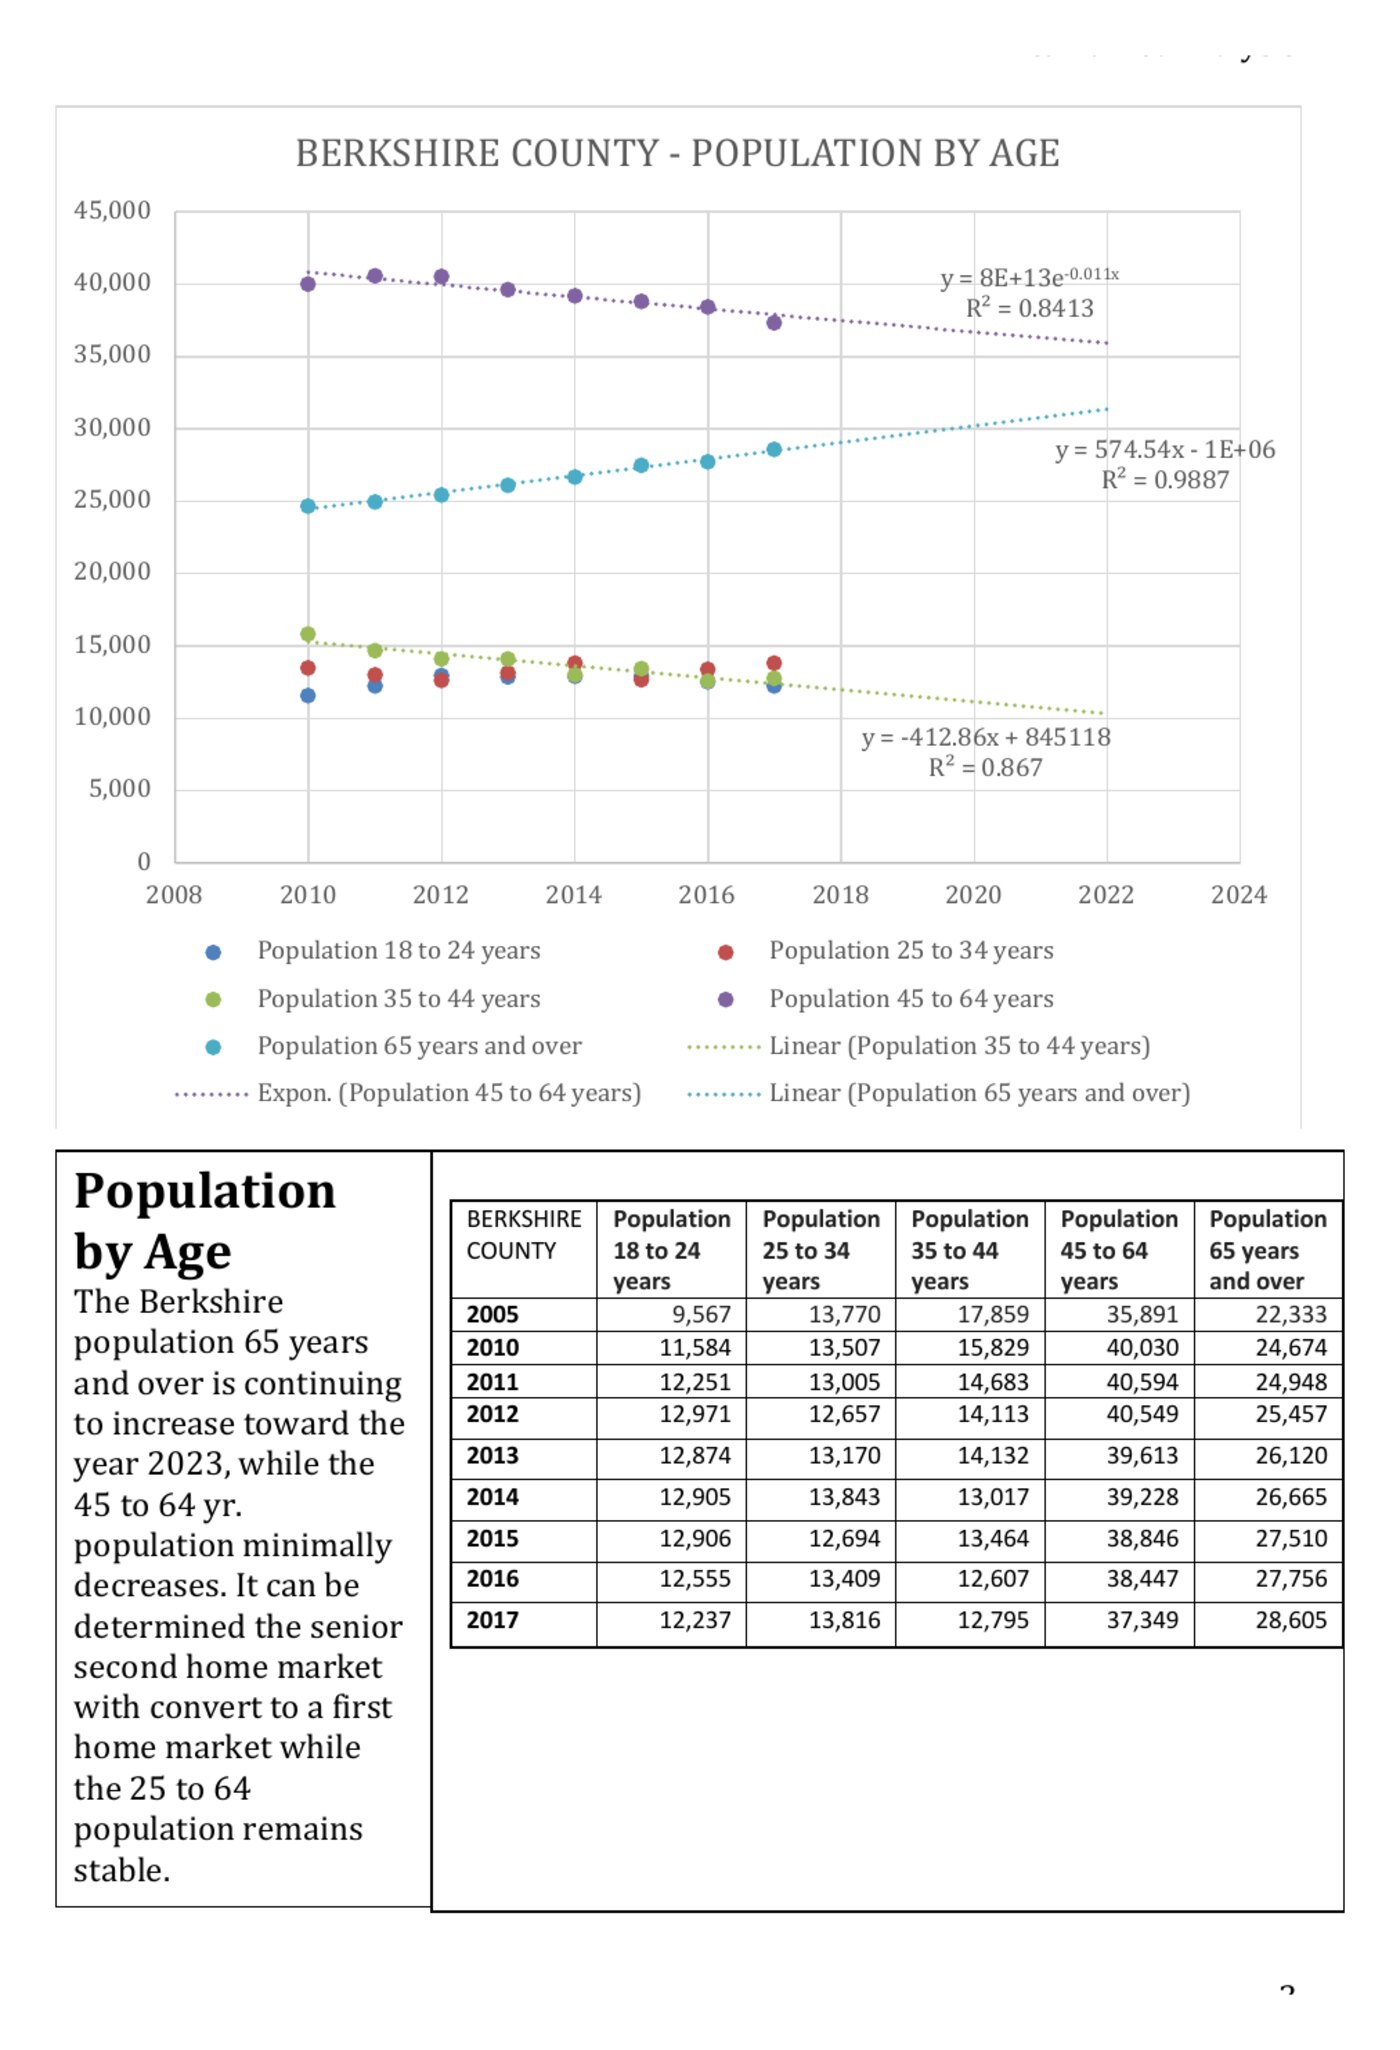 BERKSHIRE COUNTY - POPULATION BY AGE
45,000
40,000
35,000
30,000
25,000
20,000
15,000
10,000
5,000
0
y = 8E+13e^-0.011x
R² = 0.8413
y = 574.54x - 1E+06
R² = 0.9887
y = -412.86x + 845118
R² = 0.867
2008 2010 2012 2014 2016 2018 2020 2022 2024
Population 18 to 24 years Population 25 to 34 years
Population 35 to 44 years Population 45 to 64 years
Population 65 years and over Linear (Population 35 to 44 years)
Expon. (Population 45 to 64 years) Linear (Population 65 years and over)
Population
by Age
The Berkshire
population 65 years
and over is continuing
to increase toward the
year 2023, while the
45 to 64 yr.
population minimally
decreases. It can be
determined the senior
second home market
with convert to a first
home market while
the 25 to 64
population remains
stable.
BERKSHIRE Population Population Population Population Population
COUNTY 18 to 24 25 to 34 35 to 44 45 to 64 65 years
years years years years and over
2005 9,567 13,770 17,859 35,891 22,333
2010 11,584 13,507 15,829 40,030 24,674
2011 12,251 13,005 14,683 40,594 24,948
2012 12,971 12,657 14,113 40,549 25,457
2013 12,874 13,170 14,132 39,613 26,120
2014 12,905 13,843 13,017 39,228 26,665
2015 12,906 12,694 13,464 38,846 27,510
2016 12,555 13,409 12,607 38,447 27,756
2017 12,237 13,816 12,795 37,349 28,605